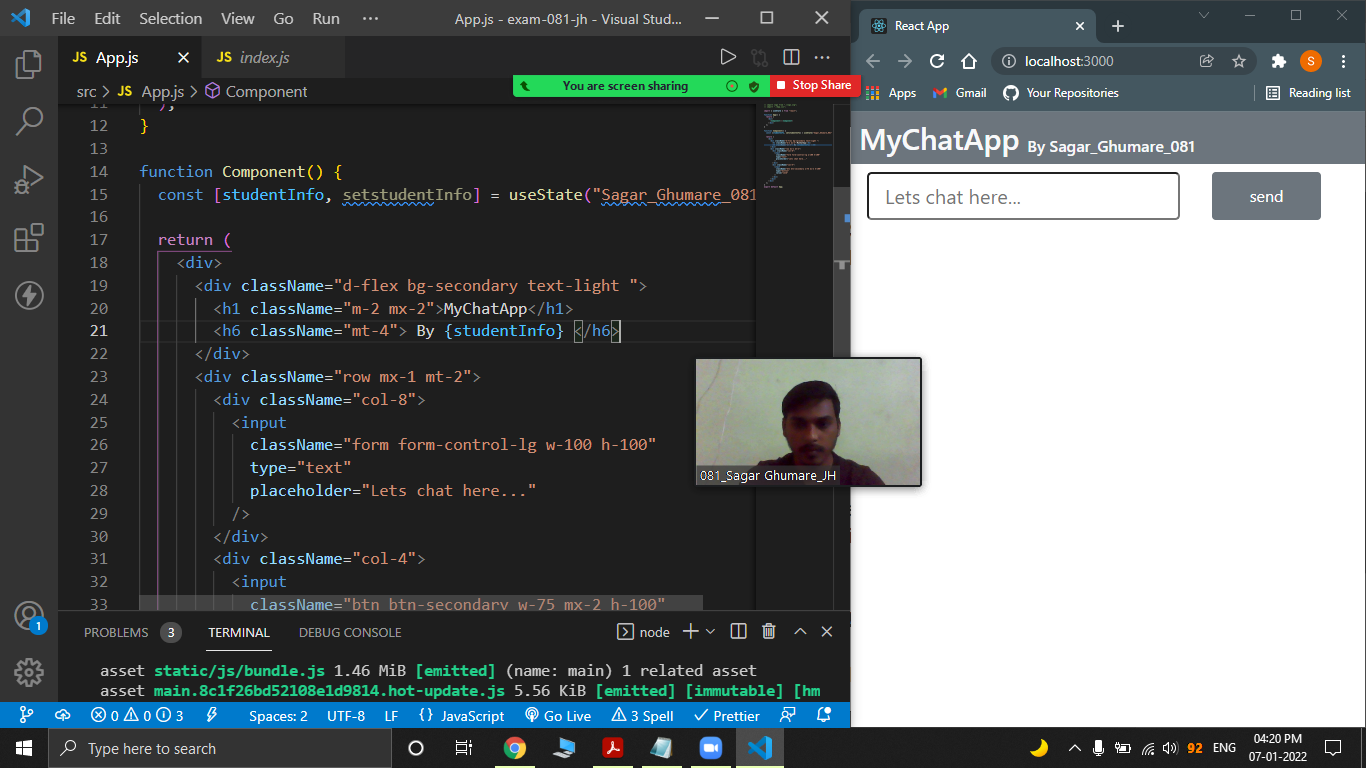 File Edit Selection View Go Run ··· App.js - exam-081-jh - Visual Stud...
JS App.js JS index.js
src > JS App.js > Component
You are screen sharing Stop Share
12 }
13
14 function Component() {
15 const [studentInfo, setstudentInfo] = useState("Sagar_Ghumare_081
16
17 return (
18 <div>
19 <div className="d-flex bg-secondary text-light ">
20 <h1 className="m-2 mx-2">MyChatApp</h1>
21 <h6 className="mt-4"> By {studentInfo} </h6>
22 </div>
23 <div className="row mx-1 mt-2">
24 <div className="col-8">
25 <input
26 className="form form-control-lg w-100 h-100"
27 type="text"
28 placeholder="Lets chat here..."
29 />
30 </div>
31 <div className="col-4">
32 <input
33 className="btn btn-secondary w-75 mx-2 h-100"
PROBLEMS 3 TERMINAL DEBUG CONSOLE node
asset static/js/bundle.js 1.46 MiB [emitted] (name: main) 1 related asset
asset main.8c1f26bd52108e1d9814.hot-update.js 5.56 KiB [emitted] [immutable] [hm
1
0 0 3 Spaces: 2 UTF-8 LF {} JavaScript Go Live 3 Spell Prettier
React App
localhost:3000 S
Apps Gmail Your Repositories Reading list
MyChatApp By Sagar_Ghumare_081
Lets chat here... send
081_Sagar Ghumare_JH
Type here to search
92 ENG 04:20 PM
07-01-2022